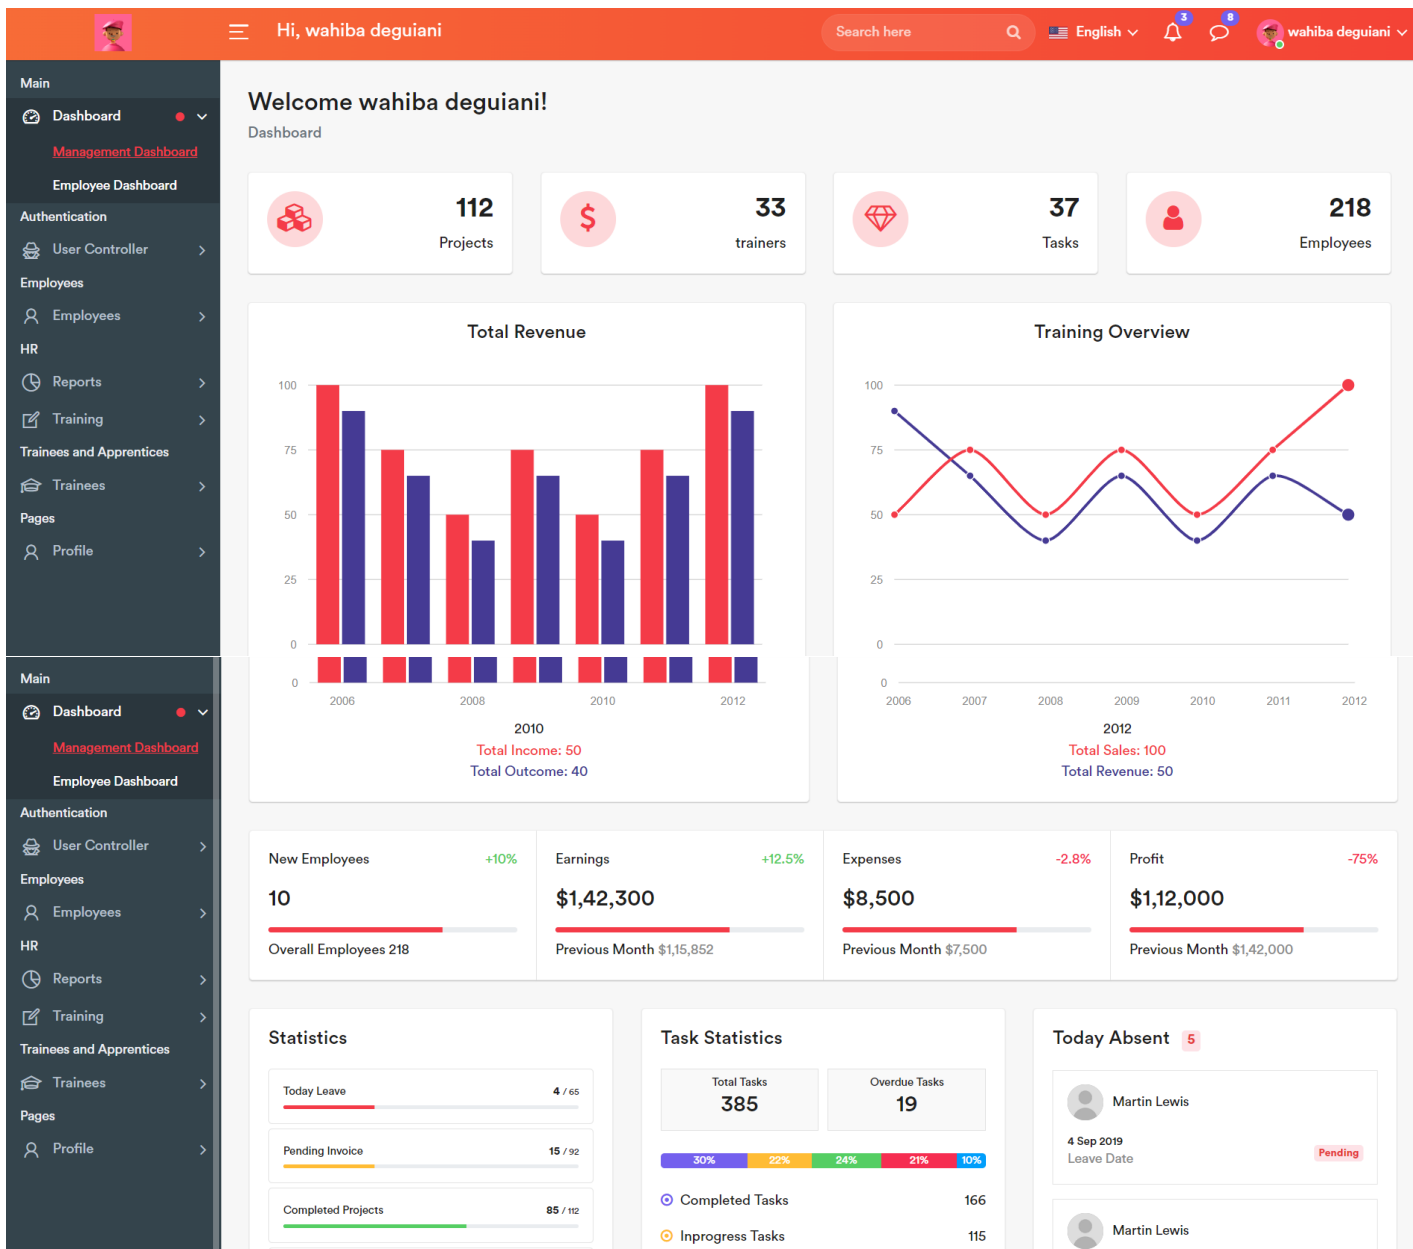 Hi, wahiba deguiani
Search here
English
3
8
wahiba deguiani
Main
Dashboard
Management Dashboard
Employee Dashboard
Authentication
User Controller
Employees
Employees
HR
Reports
Training
Trainees and Apprentices
Trainees
Pages
Profile
Welcome wahiba deguiani!
Dashboard
112
Projects
33
trainers
37
Tasks
218
Employees
Total Revenue
100
75
50
25
0
Training Overview
100
75
50
25
0
Main
Dashboard
Management Dashboard
Employee Dashboard
Authentication
User Controller
Employees
Employees
HR
Reports
Training
Trainees and Apprentices
Trainees
Pages
Profile
0
2006 2008 2010 2012
2010
Total Income: 50
Total Outcome: 40
0
2006 2007 2008 2009 2010 2011 2012
2012
Total Sales: 100
Total Revenue: 50
New Employees +10%
10
Overall Employees 218
Earnings +12.5%
$1,42,300
Previous Month $1,15,852
Expenses -2.8%
$8,500
Previous Month $7,500
Profit -75%
$1,12,000
Previous Month $1,42,000
Statistics
Today Leave 4 / 65
Pending Invoice 15 / 92
Completed Projects 85 / 112
Task Statistics
Total Tasks
385
Overdue Tasks
19
30% 22% 24% 21% 10%
Completed Tasks 166
Inprogress Tasks 115
Today Absent 5
Martin Lewis
4 Sep 2019
Leave Date
Pending
Martin Lewis